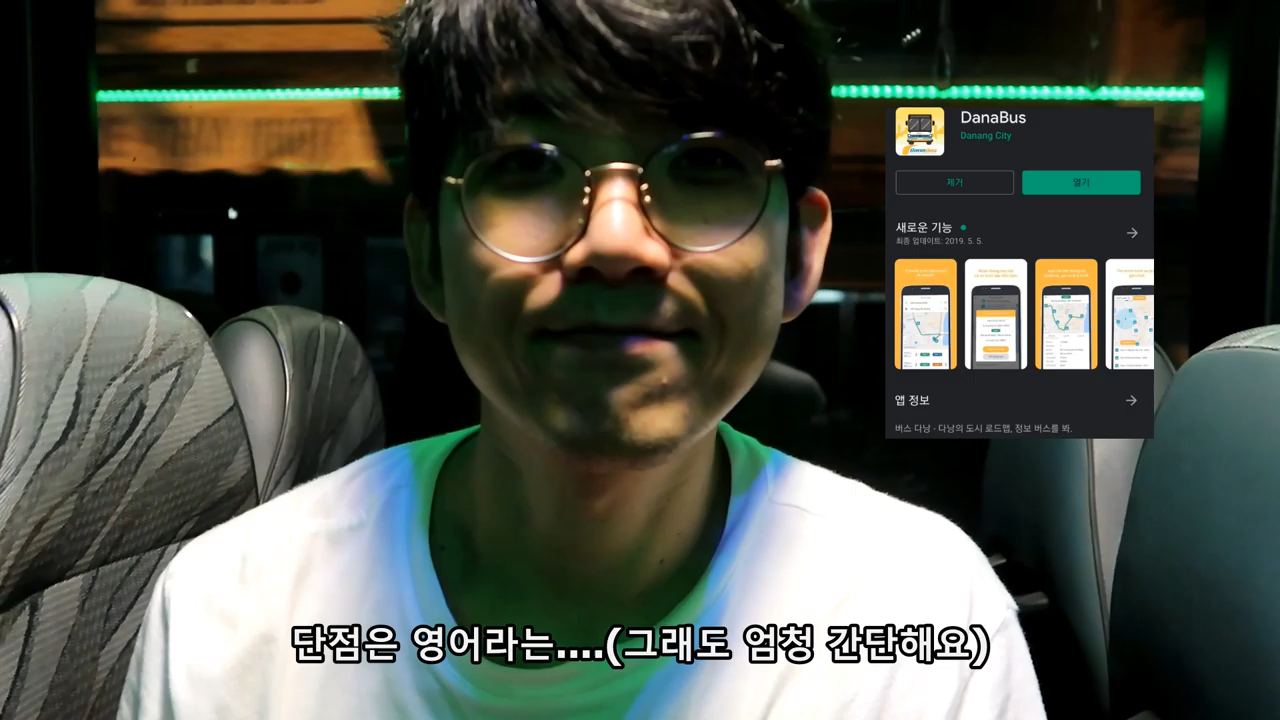 DanaBus
Danang City
제거
열기
새로운 기능
최종 업데이트: 2019. 5. 5.
앱 정보
버스 다낭 - 다낭의 도시 로드맵, 정보 버스를 봐.
단점은 영어라는....(그래도 엄청 간단해요)